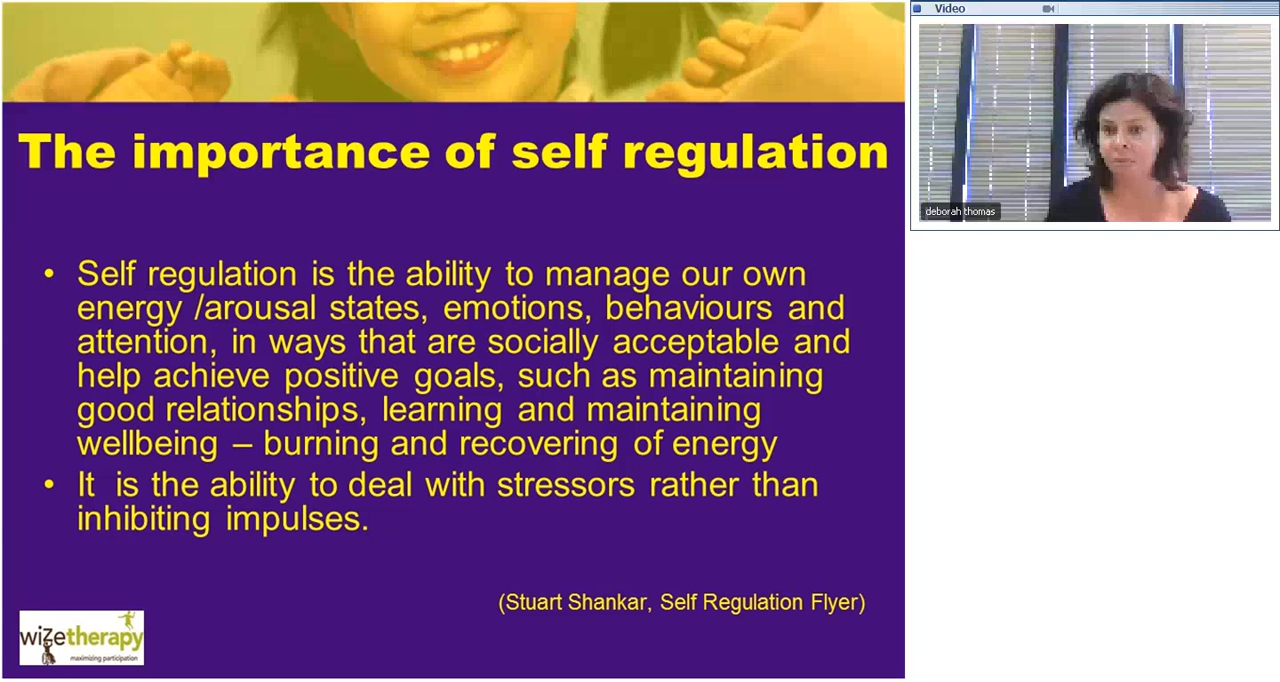 Video
deborah thomas
The importance of self regulation
• Self regulation is the ability to manage our own
energy /arousal states, emotions, behaviours and
attention, in ways that are socially acceptable and
help achieve positive goals, such as maintaining
good relationships, learning and maintaining
wellbeing – burning and recovering of energy
• It  is the ability to deal with stressors rather than
inhibiting impulses.
(Stuart Shankar, Self Regulation Flyer)
wizetherapy
maximizing participation